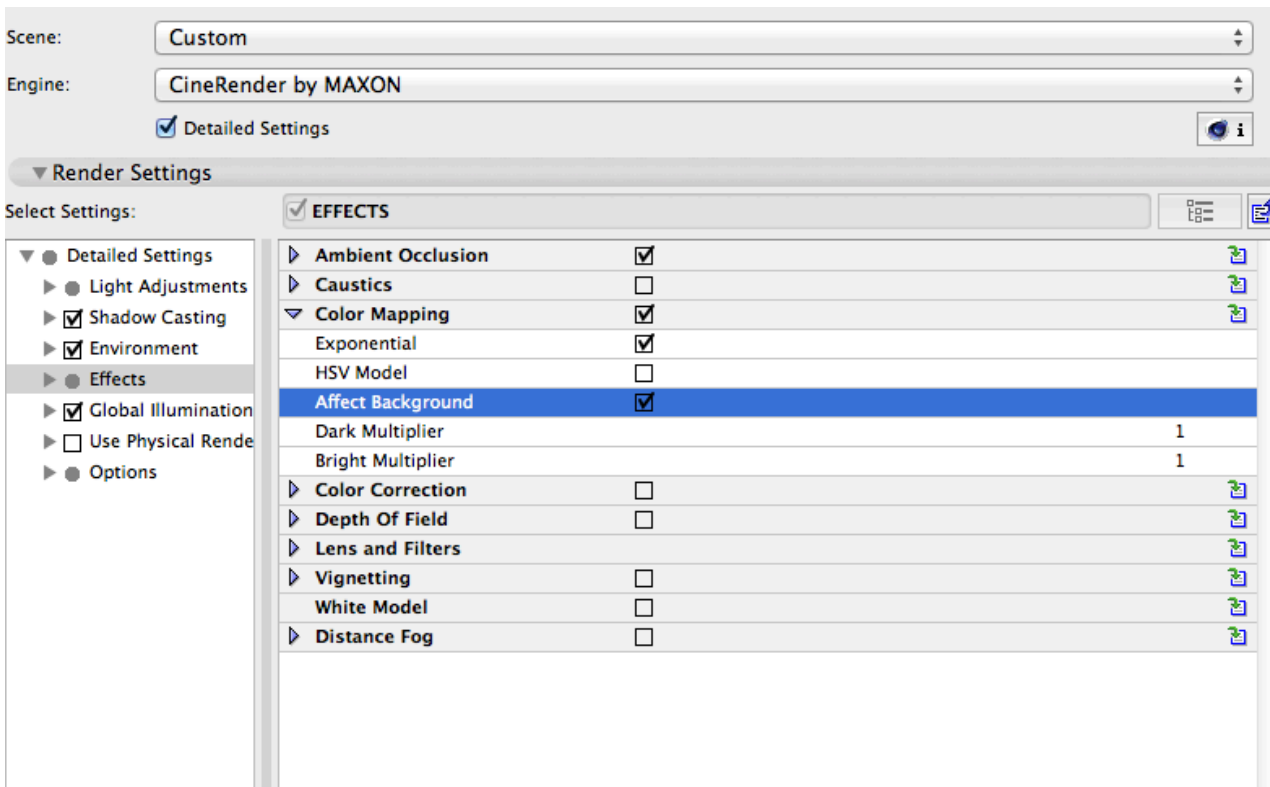 Scene: Custom
Engine: CineRender by MAXON
Detailed Settings
i
Render Settings
Select Settings: EFFECTS
Detailed Settings
Light Adjustments
Shadow Casting
Environment
Effects
Global Illumination
Use Physical Rende
Options
Ambient Occlusion
Caustics
Color Mapping
Exponential
HSV Model
Affect Background
Dark Multiplier 1
Bright Multiplier 1
Color Correction
Depth Of Field
Lens and Filters
Vignetting
White Model
Distance Fog